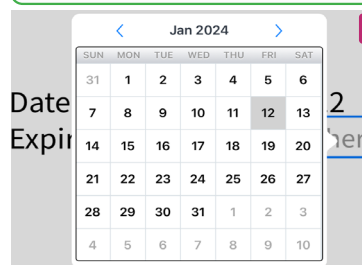 Jan 2024
SUN MON TUE WED THU FRI SAT
31 1 2 3 4 5 6
7 8 9 10 11 12 13
14 15 16 17 18 19 20
21 22 23 24 25 26 27
28 29 30 31 1 2 3
4 5 6 7 8 9 10
Date
Expir